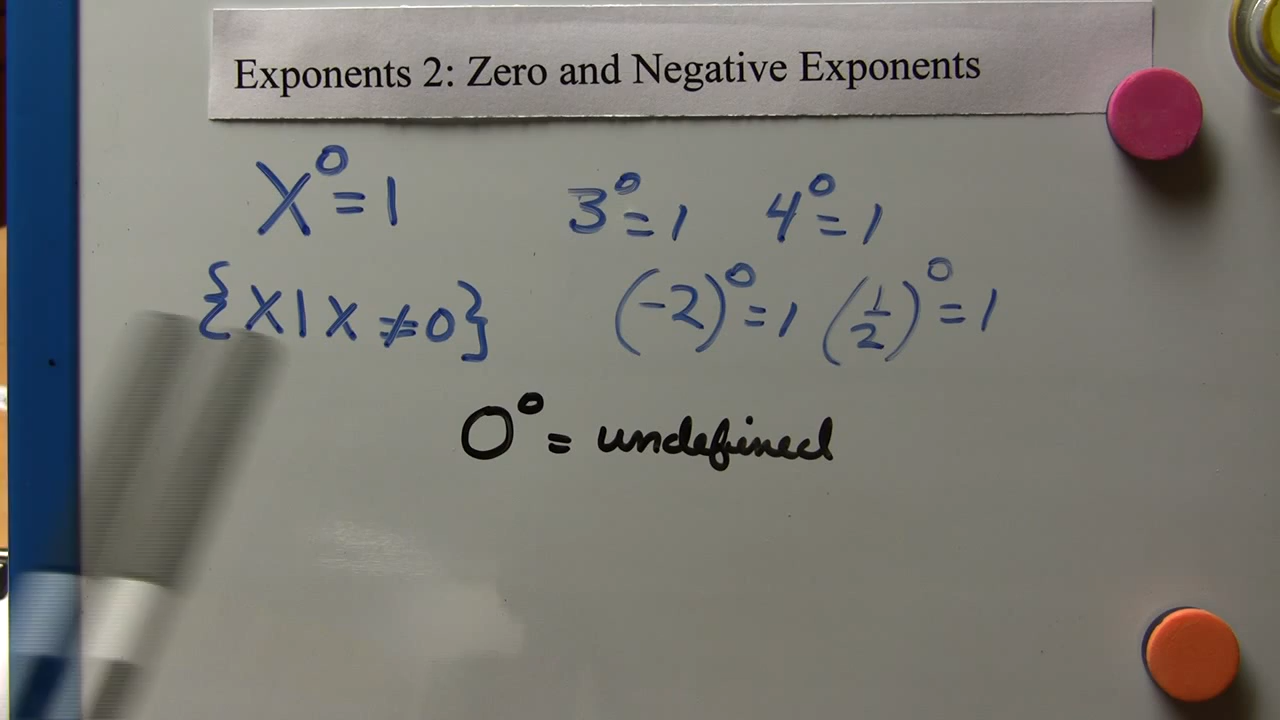 Exponents 2: Zero and Negative Exponents
X⁰=1 3⁰=1 4⁰=1
{X|X≠0} (-2)⁰=1 (1/2)⁰=1
0⁰= undefined